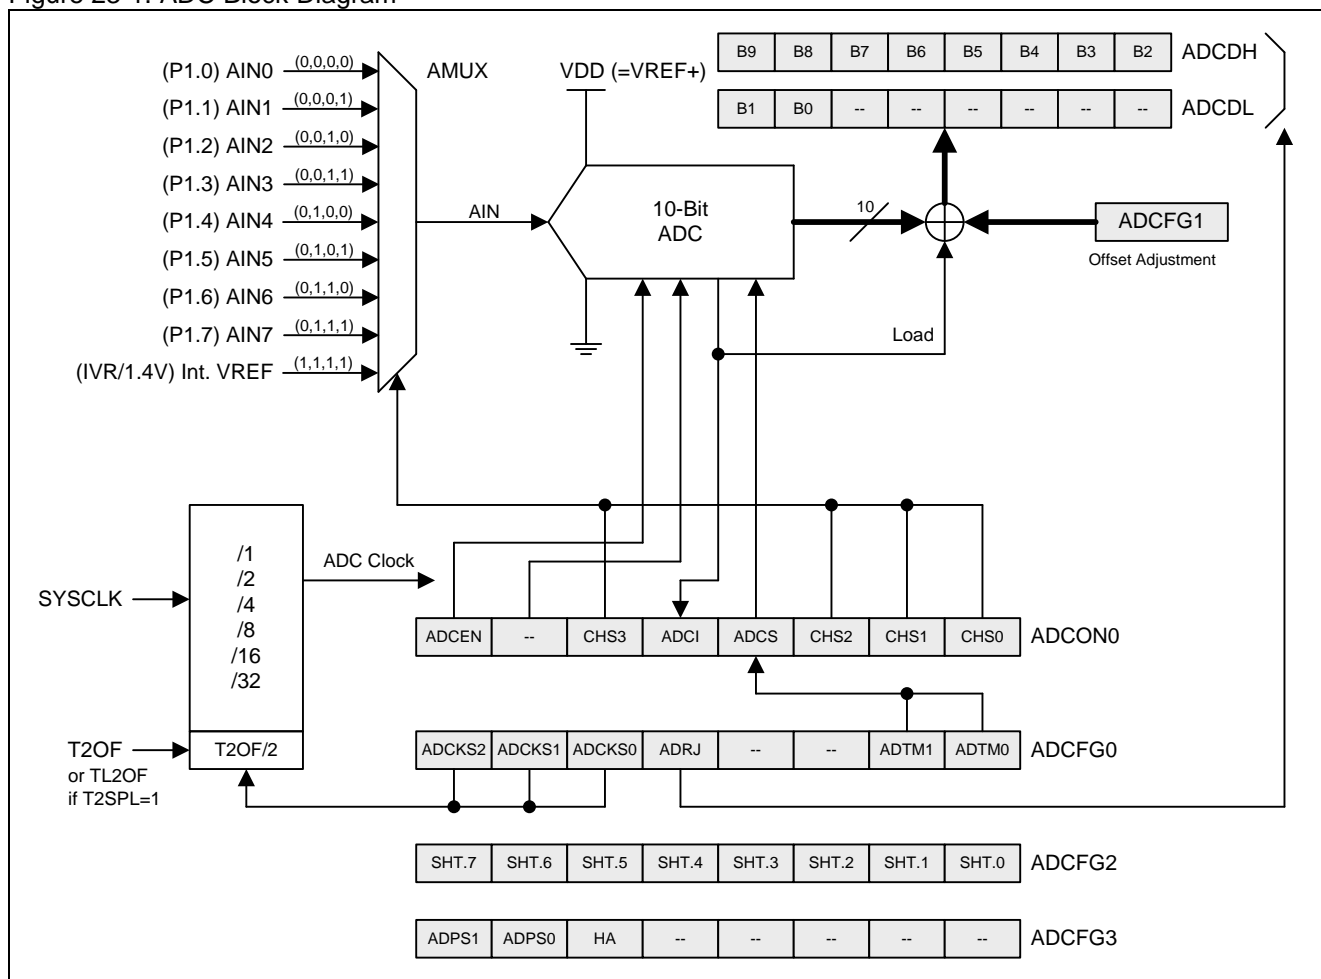 (P1.0) AIN0 (0,0,0,0)
(P1.1) AIN1 (0,0,0,1)
(P1.2) AIN2 (0,0,1,0)
(P1.3) AIN3 (0,0,1,1)
(P1.4) AIN4 (0,1,0,0)
(P1.5) AIN5 (0,1,0,1)
(P1.6) AIN6 (0,1,1,0)
(P1.7) AIN7 (0,1,1,1)
(IVR/1.4V) Int. VREF (1,1,1,1)
AMUX
VDD (=VREF+)
B9 B8 B7 B6 B5 B4 B3 B2 ADCDH
B1 B0 -- -- -- -- -- -- ADCDL
AIN
10-Bit
ADC
10
ADCFG1
Offset Adjustment
Load
SYSCLK
/1
/2
/4
/8
/16
/32
ADC Clock
T2OF
or TL2OF
if T2SPL=1
T2OF/2
ADCEN -- CHS3 ADCI ADCS CHS2 CHS1 CHS0 ADCON0
ADCKS2 ADCKS1 ADCKS0 ADRJ -- -- ADTM1 ADTM0 ADCFG0
SHT.7 SHT.6 SHT.5 SHT.4 SHT.3 SHT.2 SHT.1 SHT.0 ADCFG2
ADPS1 ADPS0 HA -- -- -- -- -- ADCFG3